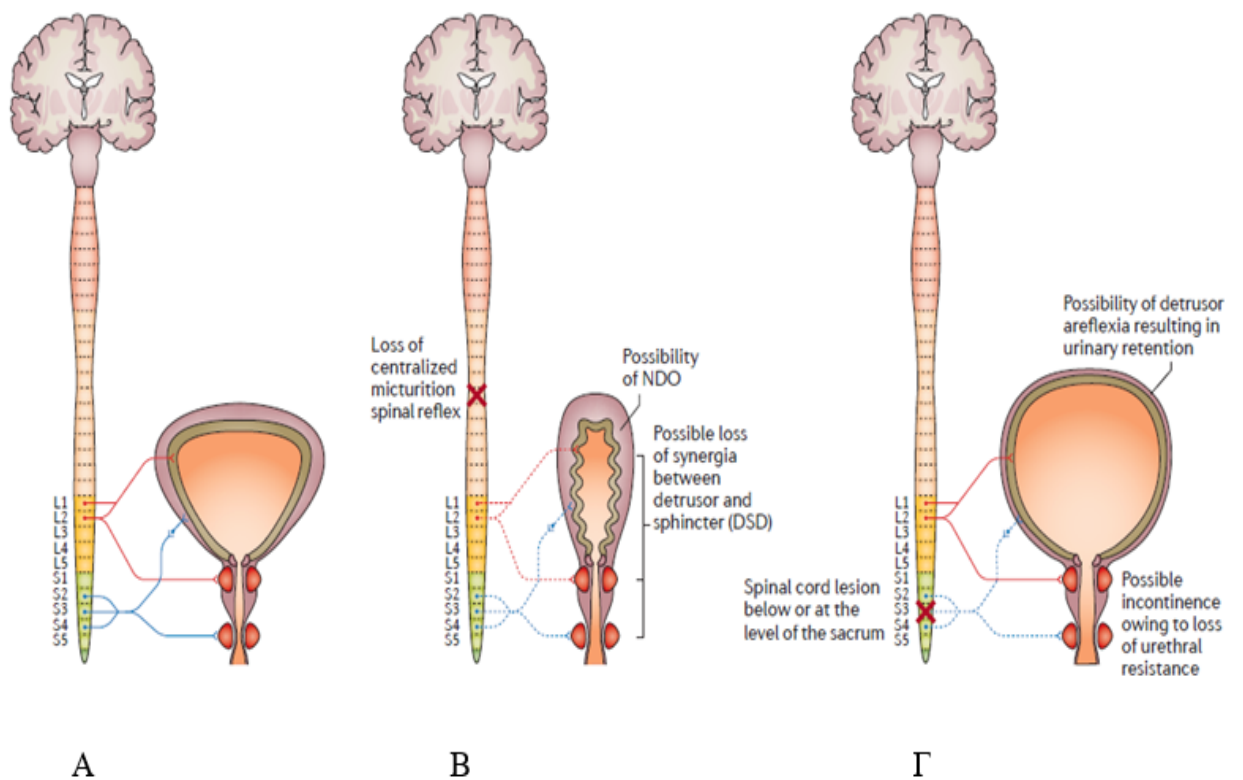 L1
L2
L3
L4
L5
S1
S2
S3
S4
S5
Α
Loss of
centralized
micturition
spinal reflex
Possibility
of NDO
Possible loss
of synergia
between
detrusor and
sphincter (DSD)
L1
L2
L3
L4
L5
S1
S2
S3
S4
S5
Β
Possibility of detrusor
areflexia resulting in
urinary retention
Spinal cord lesion
below or at the
level of the sacrum
L1
L2
L3
L4
L5
S1
S2
S3
S4
S5
Possible
incontinence
owing to loss
of urethral
resistance
Γ